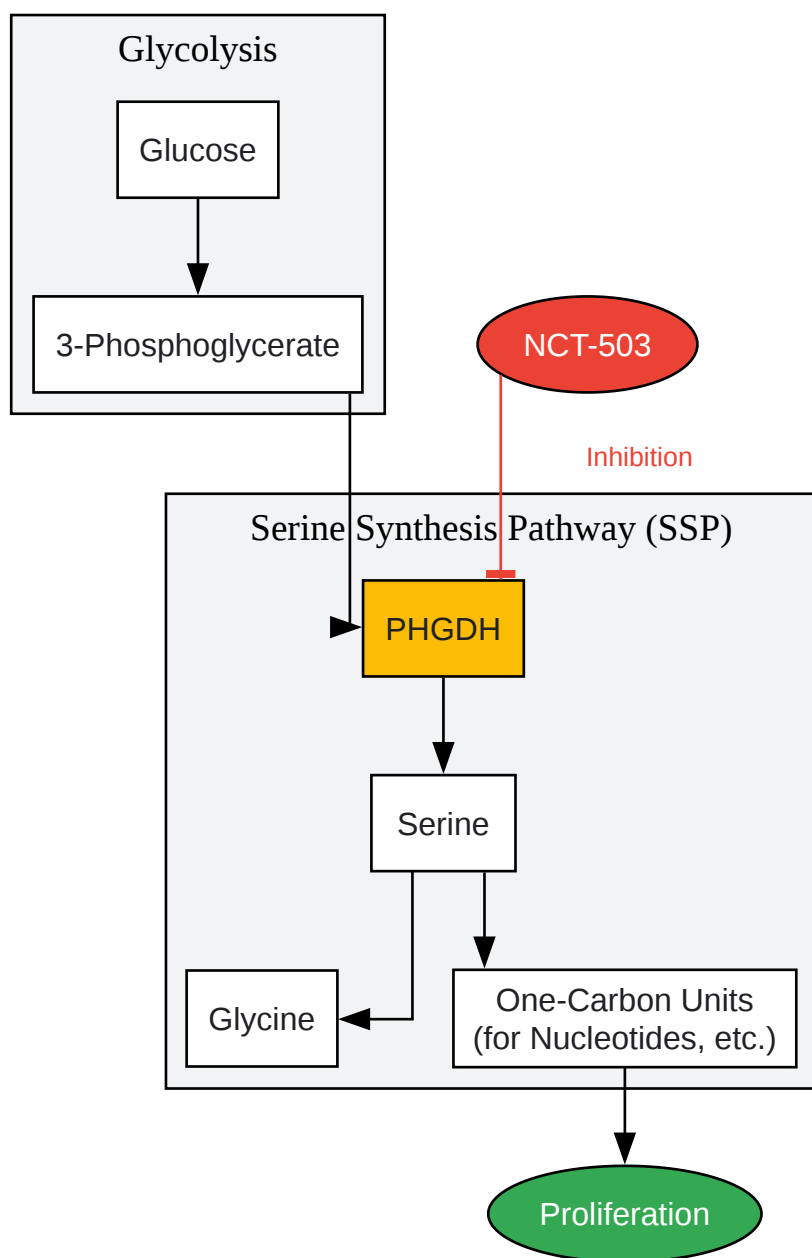 Glycolysis
Glucose
3-Phosphoglycerate
NCT-503
Inhibition
Serine Synthesis Pathway (SSP)
PHGDH
Serine
Glycine
One-Carbon Units
(for Nucleotides, etc.)
Proliferation